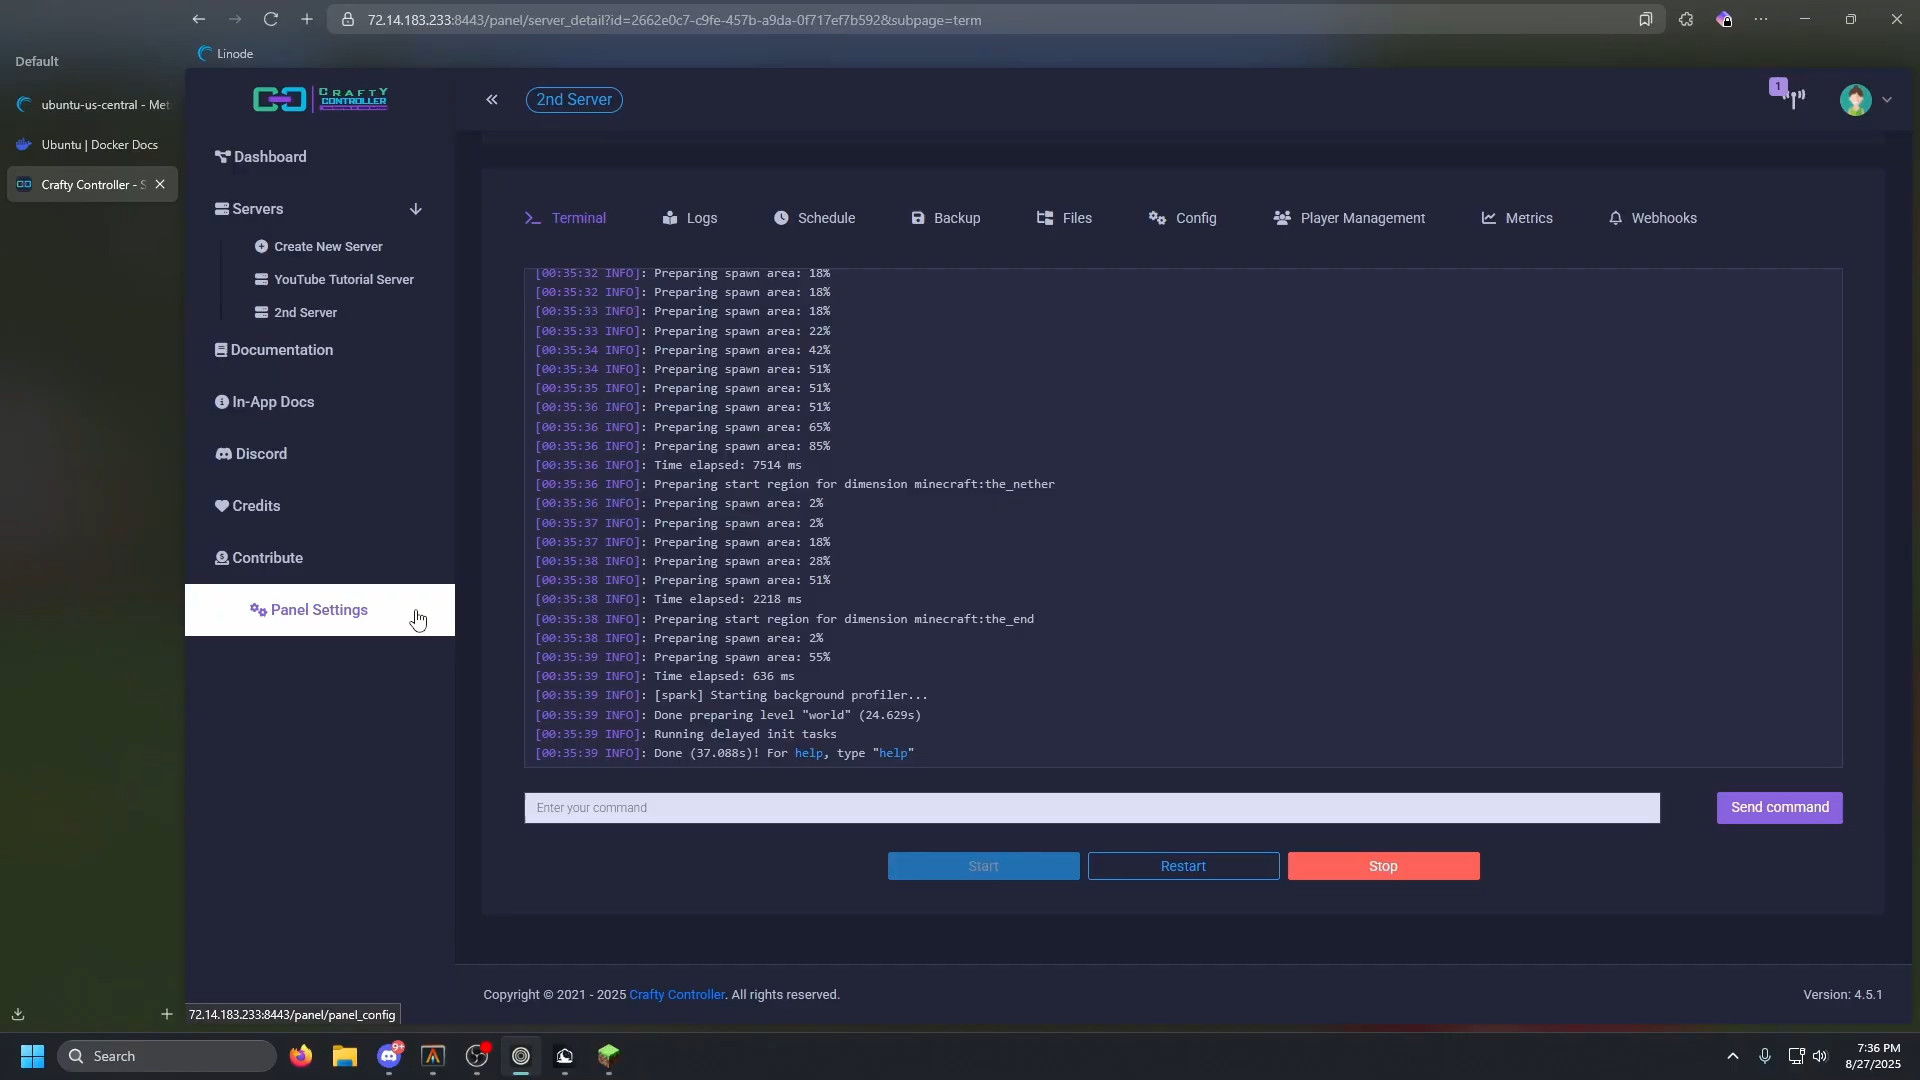 72.14.183.233:8443/panel/server_detail?id=2662e0c7-c9fe-457b-a9da-0f717ef7b592&subpage=term
Linode
Default
ubuntu-us-central - Met
Ubuntu | Docker Docs
Crafty Controller - S
CRAFTY
CONTROLLER
2nd Server
1
Dashboard
Servers
Create New Server
YouTube Tutorial Server
2nd Server
Documentation
In-App Docs
Discord
Credits
Contribute
Panel Settings
Terminal
Logs
Schedule
Backup
Files
Config
Player Management
Metrics
Webhooks
[00:35:32 INFO]: Preparing spawn area: 18%
[00:35:32 INFO]: Preparing spawn area: 18%
[00:35:33 INFO]: Preparing spawn area: 18%
[00:35:33 INFO]: Preparing spawn area: 22%
[00:35:34 INFO]: Preparing spawn area: 42%
[00:35:34 INFO]: Preparing spawn area: 51%
[00:35:35 INFO]: Preparing spawn area: 51%
[00:35:36 INFO]: Preparing spawn area: 51%
[00:35:36 INFO]: Preparing spawn area: 65%
[00:35:36 INFO]: Preparing spawn area: 85%
[00:35:36 INFO]: Time elapsed: 7514 ms
[00:35:36 INFO]: Preparing start region for dimension minecraft:the_nether
[00:35:36 INFO]: Preparing spawn area: 2%
[00:35:37 INFO]: Preparing spawn area: 2%
[00:35:37 INFO]: Preparing spawn area: 18%
[00:35:38 INFO]: Preparing spawn area: 28%
[00:35:38 INFO]: Preparing spawn area: 51%
[00:35:38 INFO]: Time elapsed: 2218 ms
[00:35:38 INFO]: Preparing start region for dimension minecraft:the_end
[00:35:38 INFO]: Preparing spawn area: 2%
[00:35:39 INFO]: Preparing spawn area: 55%
[00:35:39 INFO]: Time elapsed: 636 ms
[00:35:39 INFO]: [spark] Starting background profiler...
[00:35:39 INFO]: Done preparing level "world" (24.629s)
[00:35:39 INFO]: Running delayed init tasks
[00:35:39 INFO]: Done (37.088s)! For help, type "help"
Enter your command
Send command
Start
Restart
Stop
Copyright © 2021 - 2025 Crafty Controller. All rights reserved.
Version: 4.5.1
72.14.183.233:8443/panel/panel_config
Search
9+
7:36 PM
8/27/2025